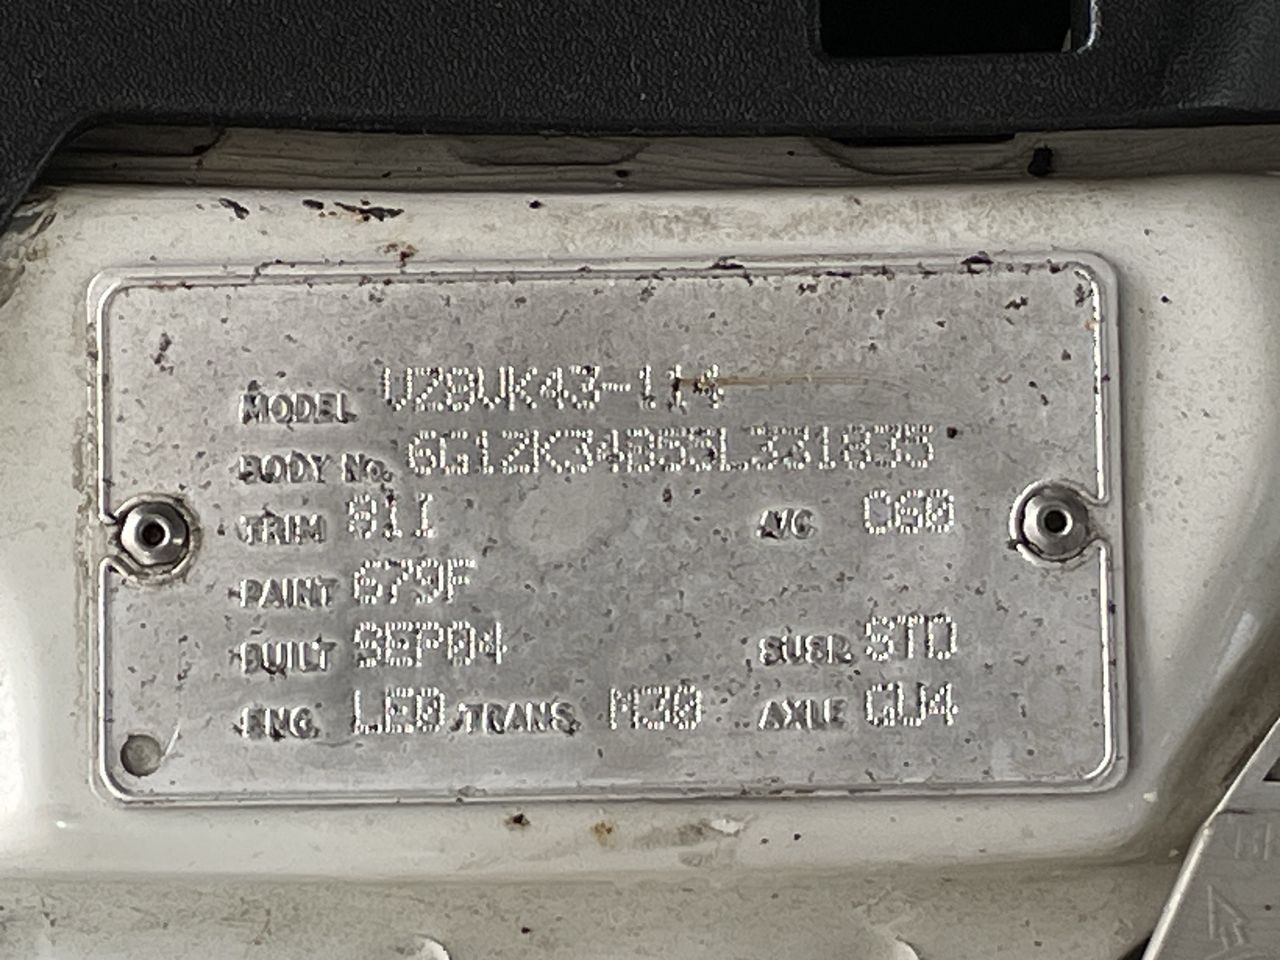 MODEL VZ8VK43-114
BODY No. 6G1ZK34B55L331835
TRIM 81I A/C C60
PAINT 679F
BUILT SEP04 SUSP. STD
ENG. LE0 TRANS. M30 AXLE GU4